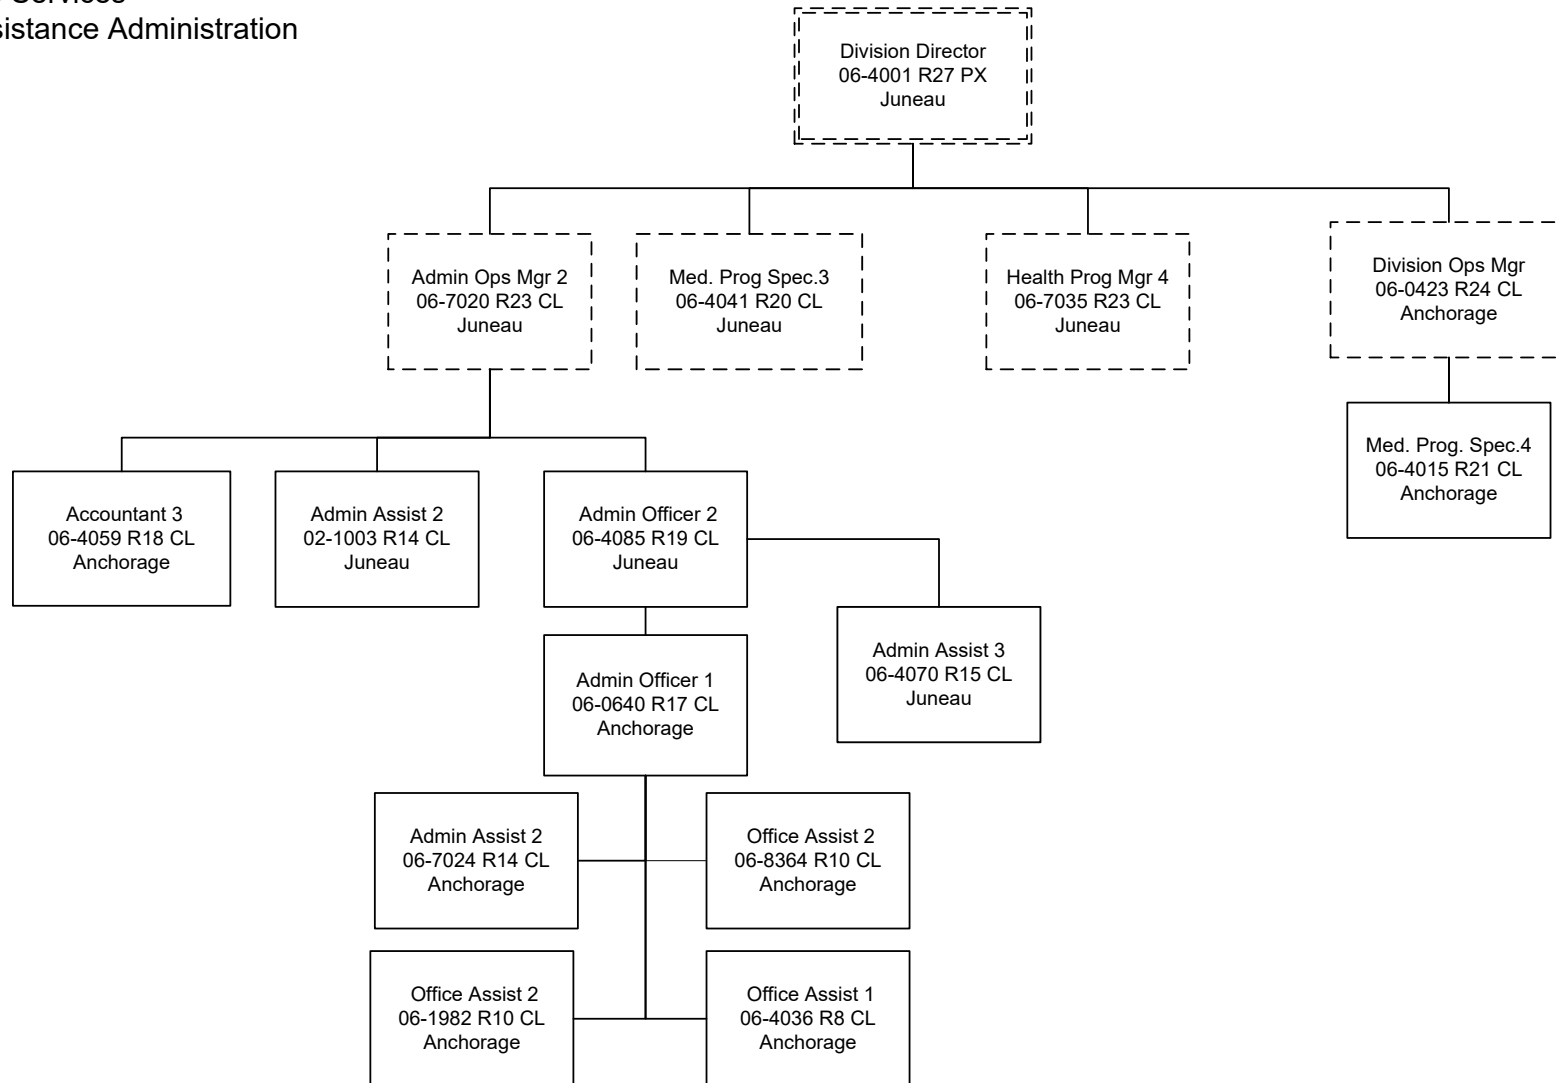 Services
sistance Administration
Division Director
06-4001 R27 PX
Juneau
Admin Ops Mgr 2
06-7020 R23 CL
Juneau
Med. Prog Spec.3
06-4041 R20 CL
Juneau
Health Prog Mgr 4
06-7035 R23 CL
Juneau
Division Ops Mgr
06-0423 R24 CL
Anchorage
Med. Prog. Spec.4
06-4015 R21 CL
Anchorage
Accountant 3
06-4059 R18 CL
Anchorage
Admin Assist 2
02-1003 R14 CL
Juneau
Admin Officer 2
06-4085 R19 CL
Juneau
Admin Assist 3
06-4070 R15 CL
Juneau
Admin Officer 1
06-0640 R17 CL
Anchorage
Admin Assist 2
06-7024 R14 CL
Anchorage
Office Assist 2
06-8364 R10 CL
Anchorage
Office Assist 2
06-1982 R10 CL
Anchorage
Office Assist 1
06-4036 R8 CL
Anchorage